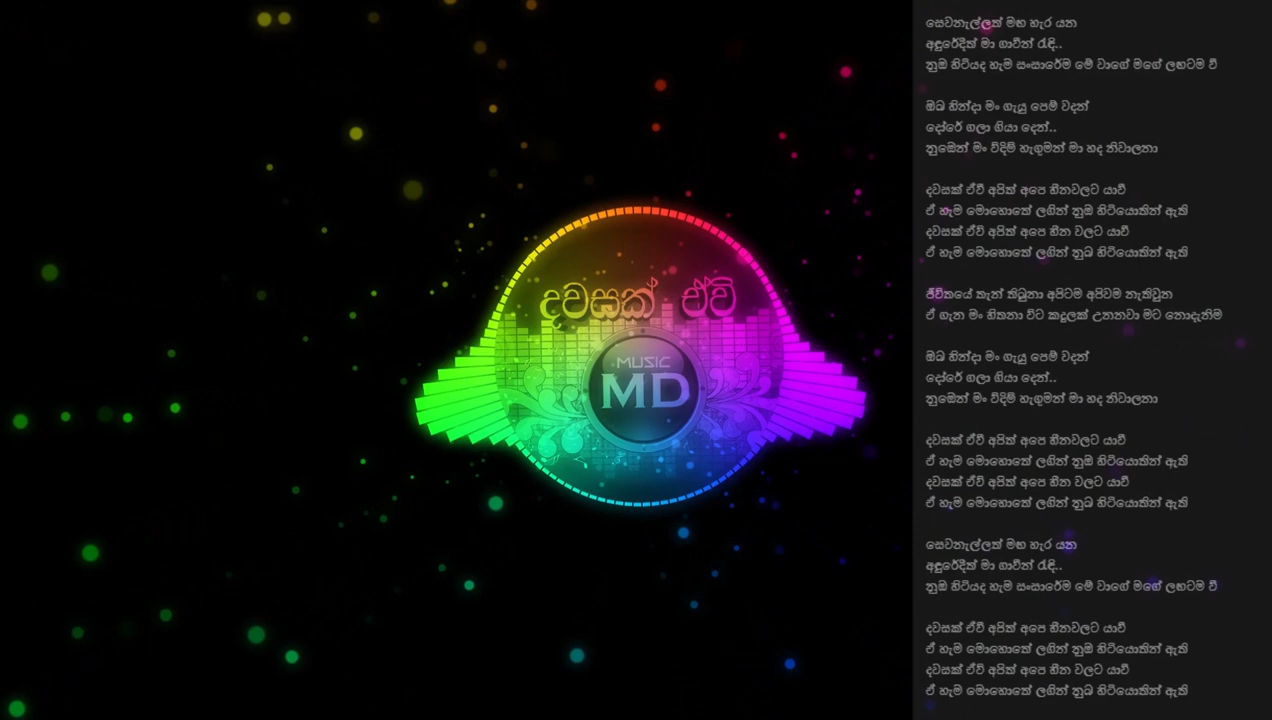 දවසක් ඒවි
MUSIC
MD
සෙවනැල්ලක් මඟ හැර යන
අඳුරේදීත් මා ගාවින් රැඳී..
නුඹ හිටියද හැම සංසාරේම මේ වාගේ මගේ ලඟටම වී
ඔබ හින්දා මං ගැයු පෙම් වදන්
දෝරේ ගලා ගියා දෙන්..
නුඹෙන් මං විදිම් හැඟුමන් මා හද නිවාලනා
දවසක් ඒවී අපිත් අපෙ හීනවලට යාවී
ඒ හැම මොහොතේ ලඟින් නුඹ හිටියොතින් ඇති
දවසක් ඒවි අපිත් අපෙ හීන වලට යාවී
ඒ හැම මොහොතේ ලඟින් නුඹ හිටියොතින් ඇති
ජීවිතයේ තැන් තිබුනා අපිටම අපිවම නැතිවුන
ඒ ගැන මං හිතනා විට කදුලක් උනනවා මට නොදැනිම
ඔබ හින්දා මං ගැයු පෙම් වදන්
දෝරේ ගලා ගියා දෙන්..
නුඹෙන් මං විදිම් හැඟුමන් මා හද නිවාලනා
දවසක් ඒවී අපිත් අපෙ හීනවලට යාවී
ඒ හැම මොහොතේ ලඟින් නුඹ හිටියොතින් ඇති
දවසක් ඒවි අපිත් අපෙ හීන වලට යාවී
ඒ හැම මොහොතේ ලඟින් නුඹ හිටියොතින් ඇති
සෙවනැල්ලක් මඟ හැර යන
අඳුරේදීත් මා ගාවින් රැඳී..
නුඹ හිටියද හැම සංසාරේම මේ වාගේ මගේ ලඟටම වී
දවසක් ඒවී අපිත් අපෙ හීනවලට යාවී
ඒ හැම මොහොතේ ලඟින් නුඹ හිටියොතින් ඇති
දවසක් ඒවි අපිත් අපෙ හීන වලට යාවී
ඒ හැම මොහොතේ ලඟින් නුඹ හිටියොතින් ඇති